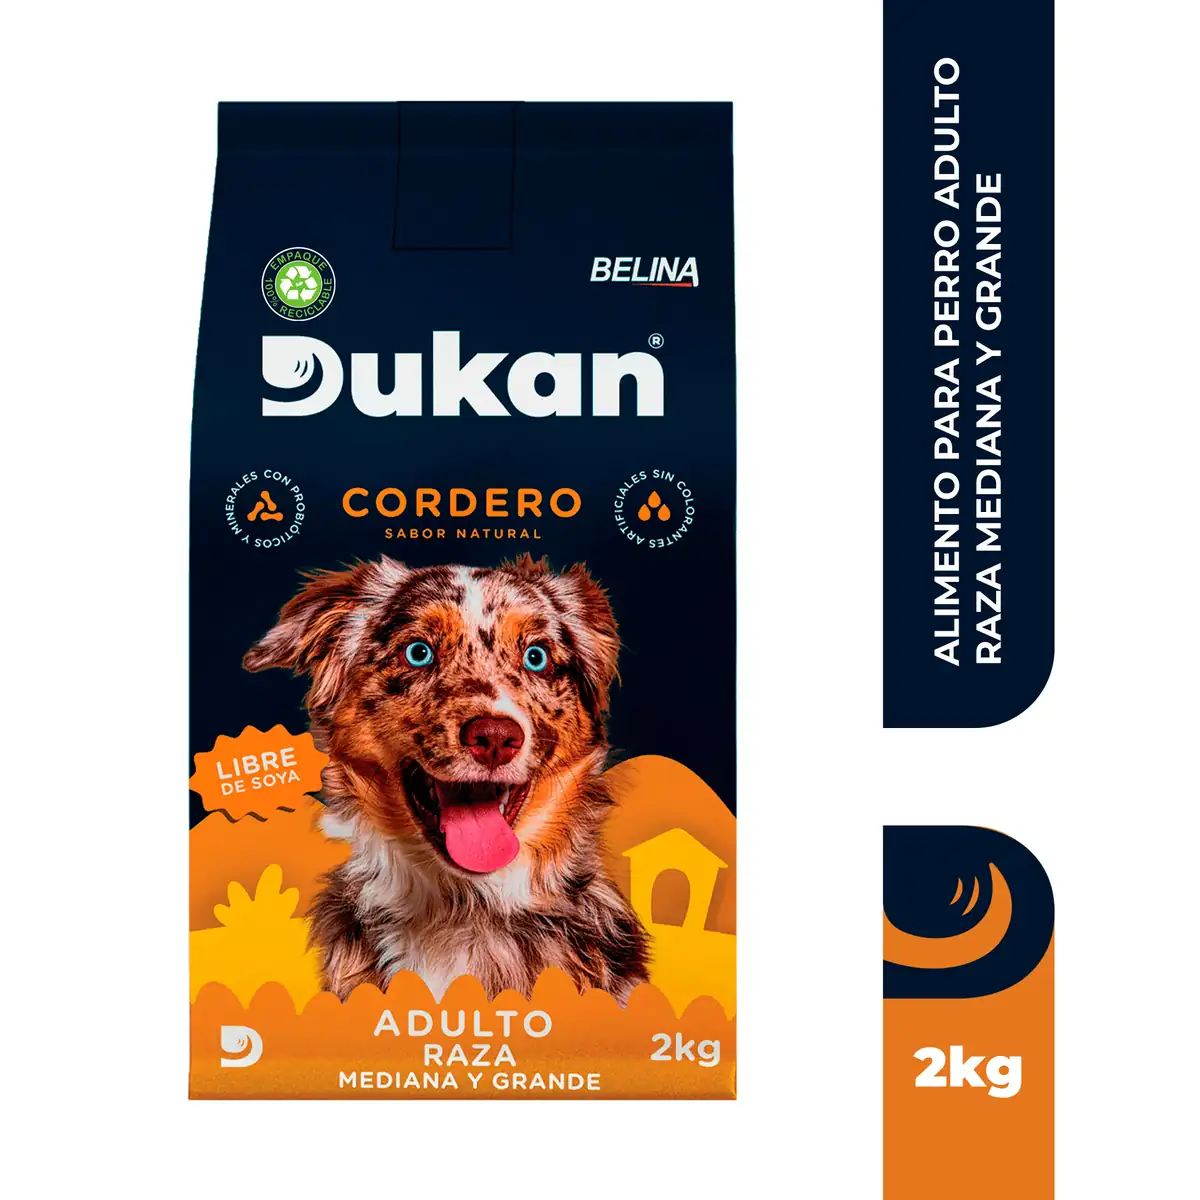 EMPAQUE
100% RECICLABLE
BELINA
Dukan®
Y MINERALES CON PROBIÓTICOS
CORDERO
SABOR NATURAL
SIN COLORANTES ARTIFICIALES
LIBRE
DE SOYA
ADULTO
RAZA
MEDIANA Y GRANDE
2kg
ALIMENTO PARA PERRO ADULTO
RAZA MEDIANA Y GRANDE
2kg